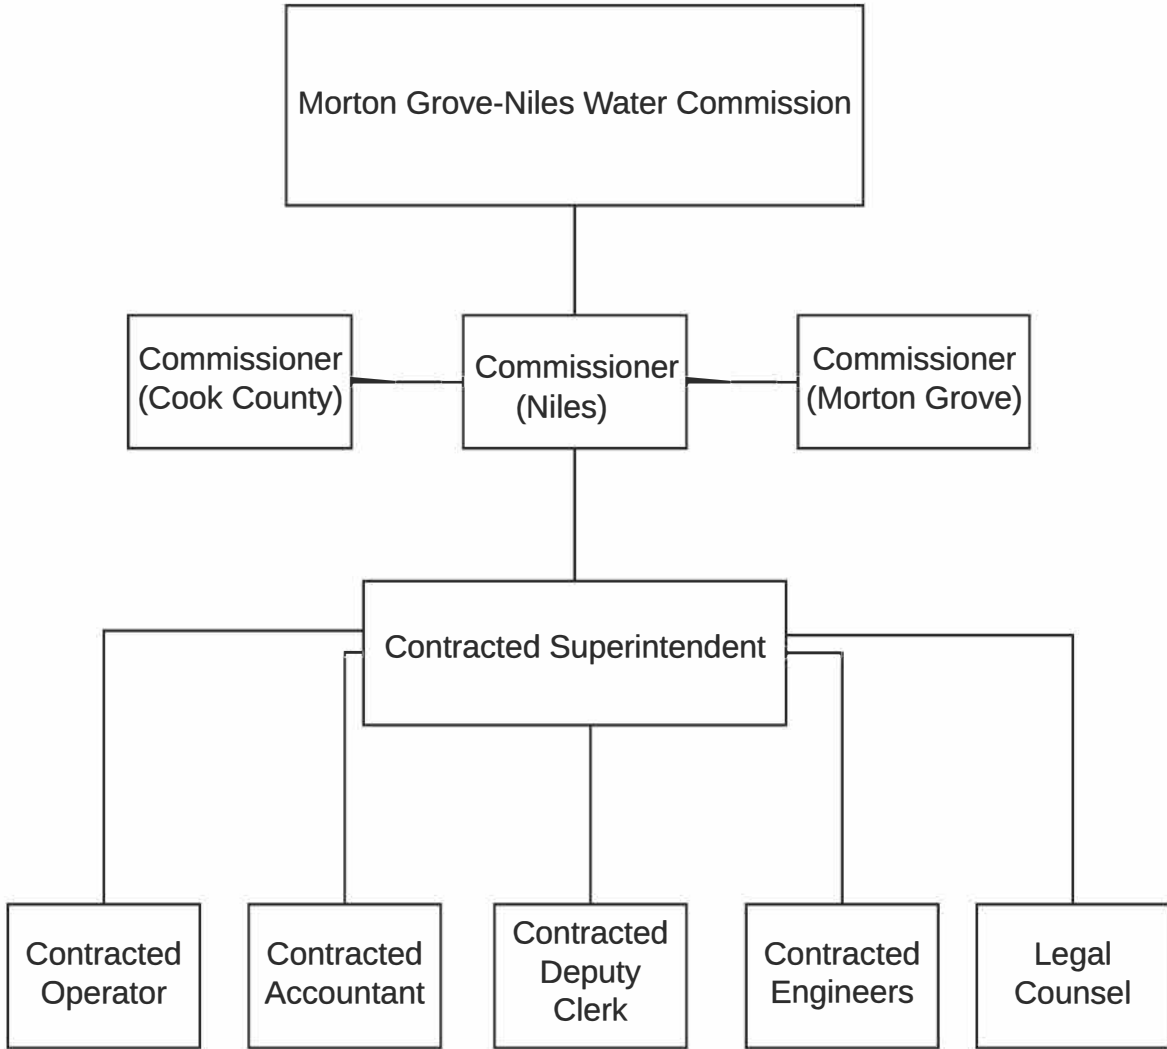 Morton Grove-Niles Water Commission
Commissioner
(Cook County)
Commissioner
(Niles)
Commissioner
(Morton Grove)
Contracted Superintendent
Contracted
Operator
Contracted
Accountant
Contracted
Deputy
Clerk
Contracted
Engineers
Legal
Counsel